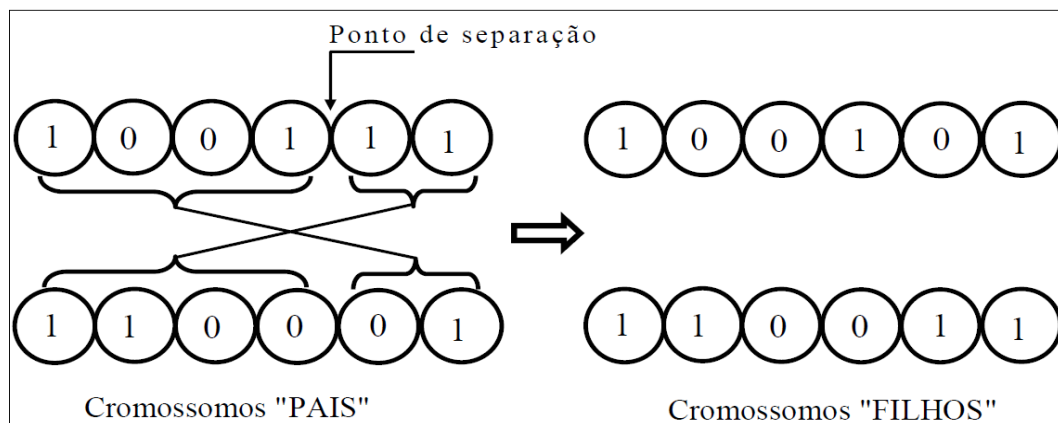 Ponto de separação
1 0 0 1 1 1
1 0 0 1 0 1
1 1 0 0 0 1
1 1 0 0 1 1
Cromossomos "PAIS"
Cromossomos "FILHOS"